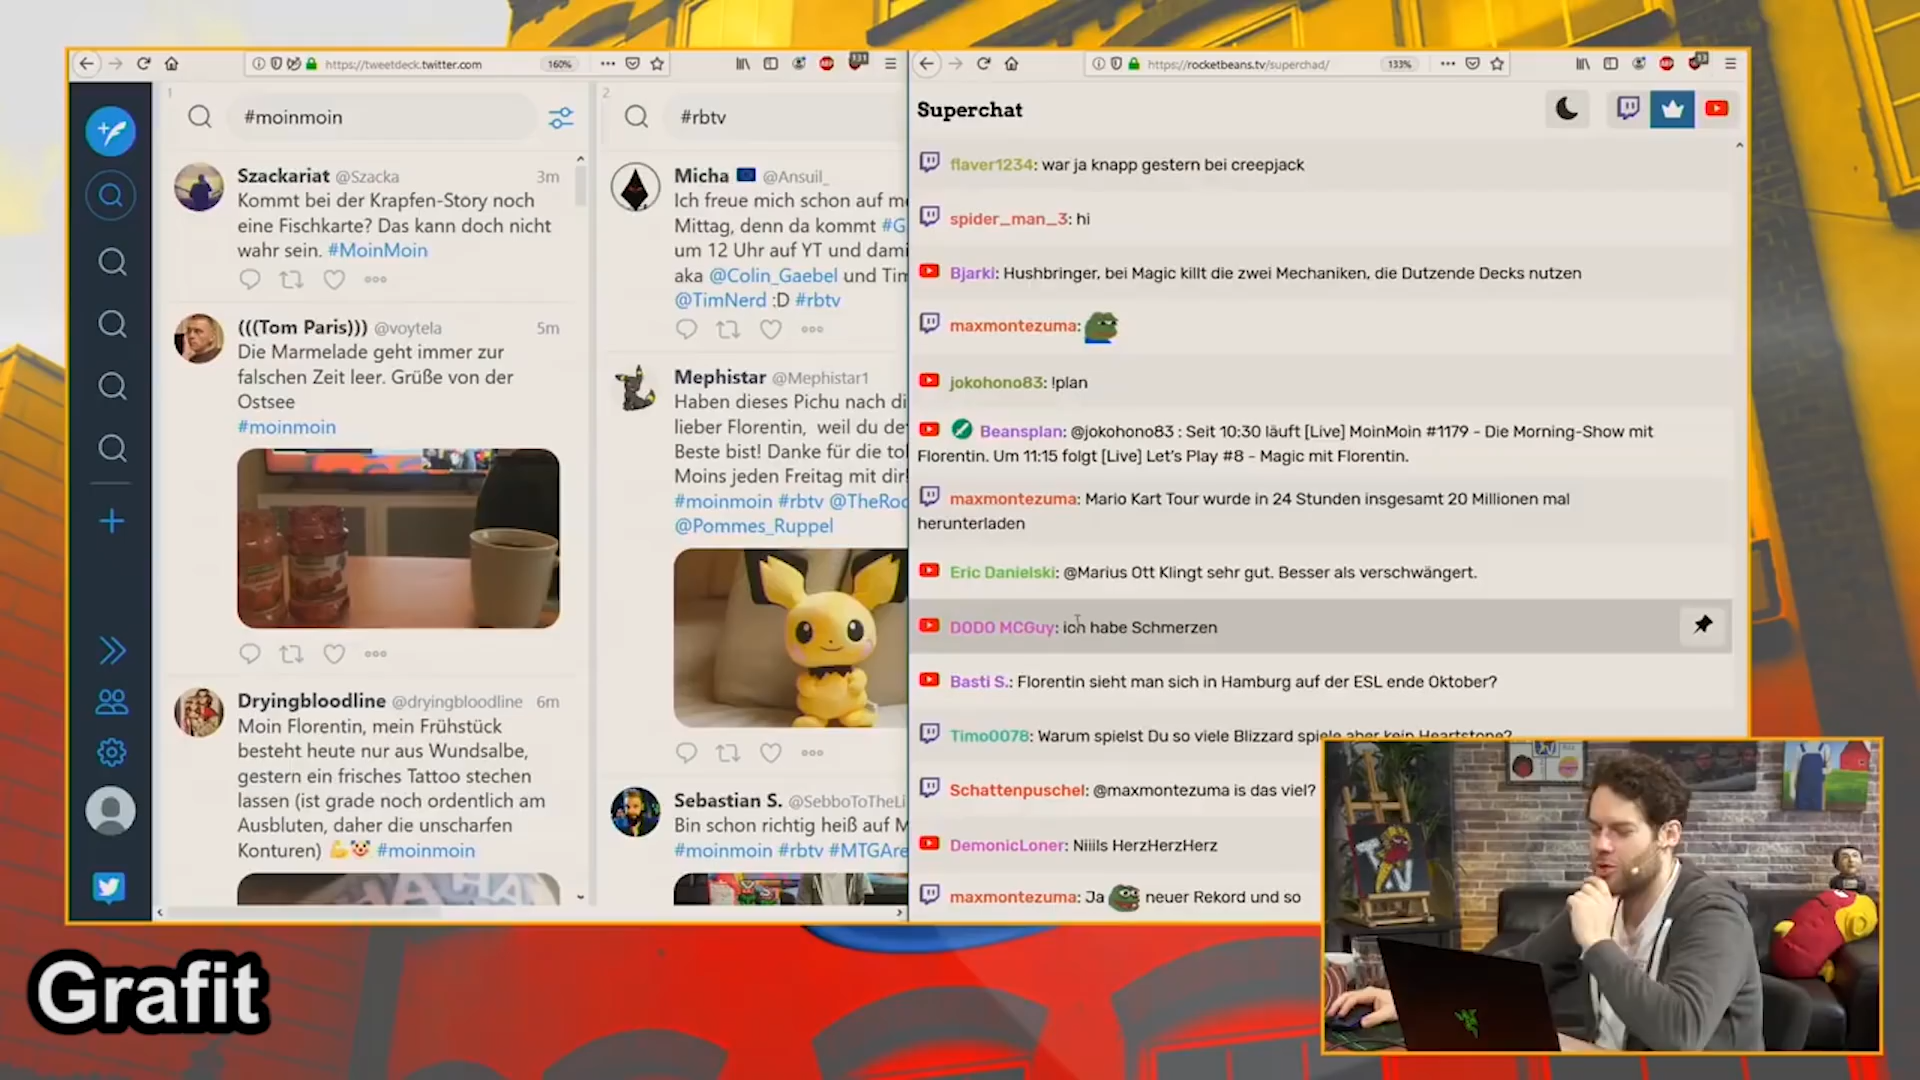 https://tweetdeck.twitter.com
160%
1
#moinmoin
Szackariat @Szacka 3m
Kommt bei der Krapfen-Story noch
eine Fischkarte? Das kann doch nicht
wahr sein. #MoinMoin
(((Tom Paris))) @voytela 5m
Die Marmelade geht immer zur
falschen Zeit leer. Grüße von der
Ostsee
#moinmoin
Dryingbloodline @dryingbloodline 6m
Moin Florentin, mein Frühstück
besteht heute nur aus Wundsalbe,
gestern ein frisches Tattoo stechen
lassen (ist grade noch ordentlich am
Ausbluten, daher die unscharfen
Konturen) 💪🤡 #moinmoin
HAHA
2
#rbtv
Micha 🇪🇺 @Ansuil_
Ich freue mich schon auf m
Mittag, denn da kommt #G
um 12 Uhr auf YT und dami
aka @Colin_Gaebel und Tim
@TimNerd :D #rbtv
Mephistar @Mephistar1
Haben dieses Pichu nach di
lieber Florentin, weil du de
Beste bist! Danke für die to
Moins jeden Freitag mit dir!
#moinmoin #rbtv @TheRoc
@Pommes_Ruppel
Sebastian S. @SebboToTheLi
Bin schon richtig heiß auf M
#moinmoin #rbtv #MTGAre
https://rocketbeans.tv/superchad/
133%
Superchat
flaver1234: war ja knapp gestern bei creepjack
spider_man_3: hi
Bjarki: Hushbringer, bei Magic killt die zwei Mechaniken, die Dutzende Decks nutzen
maxmontezuma:
jokohono83: !plan
Beansplan: @jokohono83 : Seit 10:30 läuft [Live] MoinMoin #1179 - Die Morning-Show mit
Florentin. Um 11:15 folgt [Live] Let's Play #8 - Magic mit Florentin.
maxmontezuma: Mario Kart Tour wurde in 24 Stunden insgesamt 20 Millionen mal
herunterladen
Eric Danielski: @Marius Ott Klingt sehr gut. Besser als verschwängert.
DODO MCGuy: ich habe Schmerzen
Basti S.: Florentin sieht man sich in Hamburg auf der ESL ende Oktober?
Timo0078: Warum spielst Du so viele Blizzard spiele aber kein Heartstone?
Schattenpuschel: @maxmontezuma is das viel?
DemonicLoner: Niiils HerzHerzHerz
maxmontezuma: Ja neuer Rekord und so
Grafit